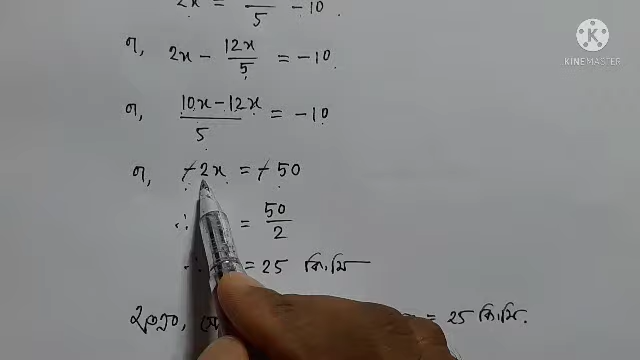 2x = /5 - 10
বা, 2x - 12x/5 = -10
বা, 10x - 12x/5 = -10
বা, -2x = -50
∴ = 50/2
∴ = 25 কি.মি
= 25 কি.মি.
KINEMASTER